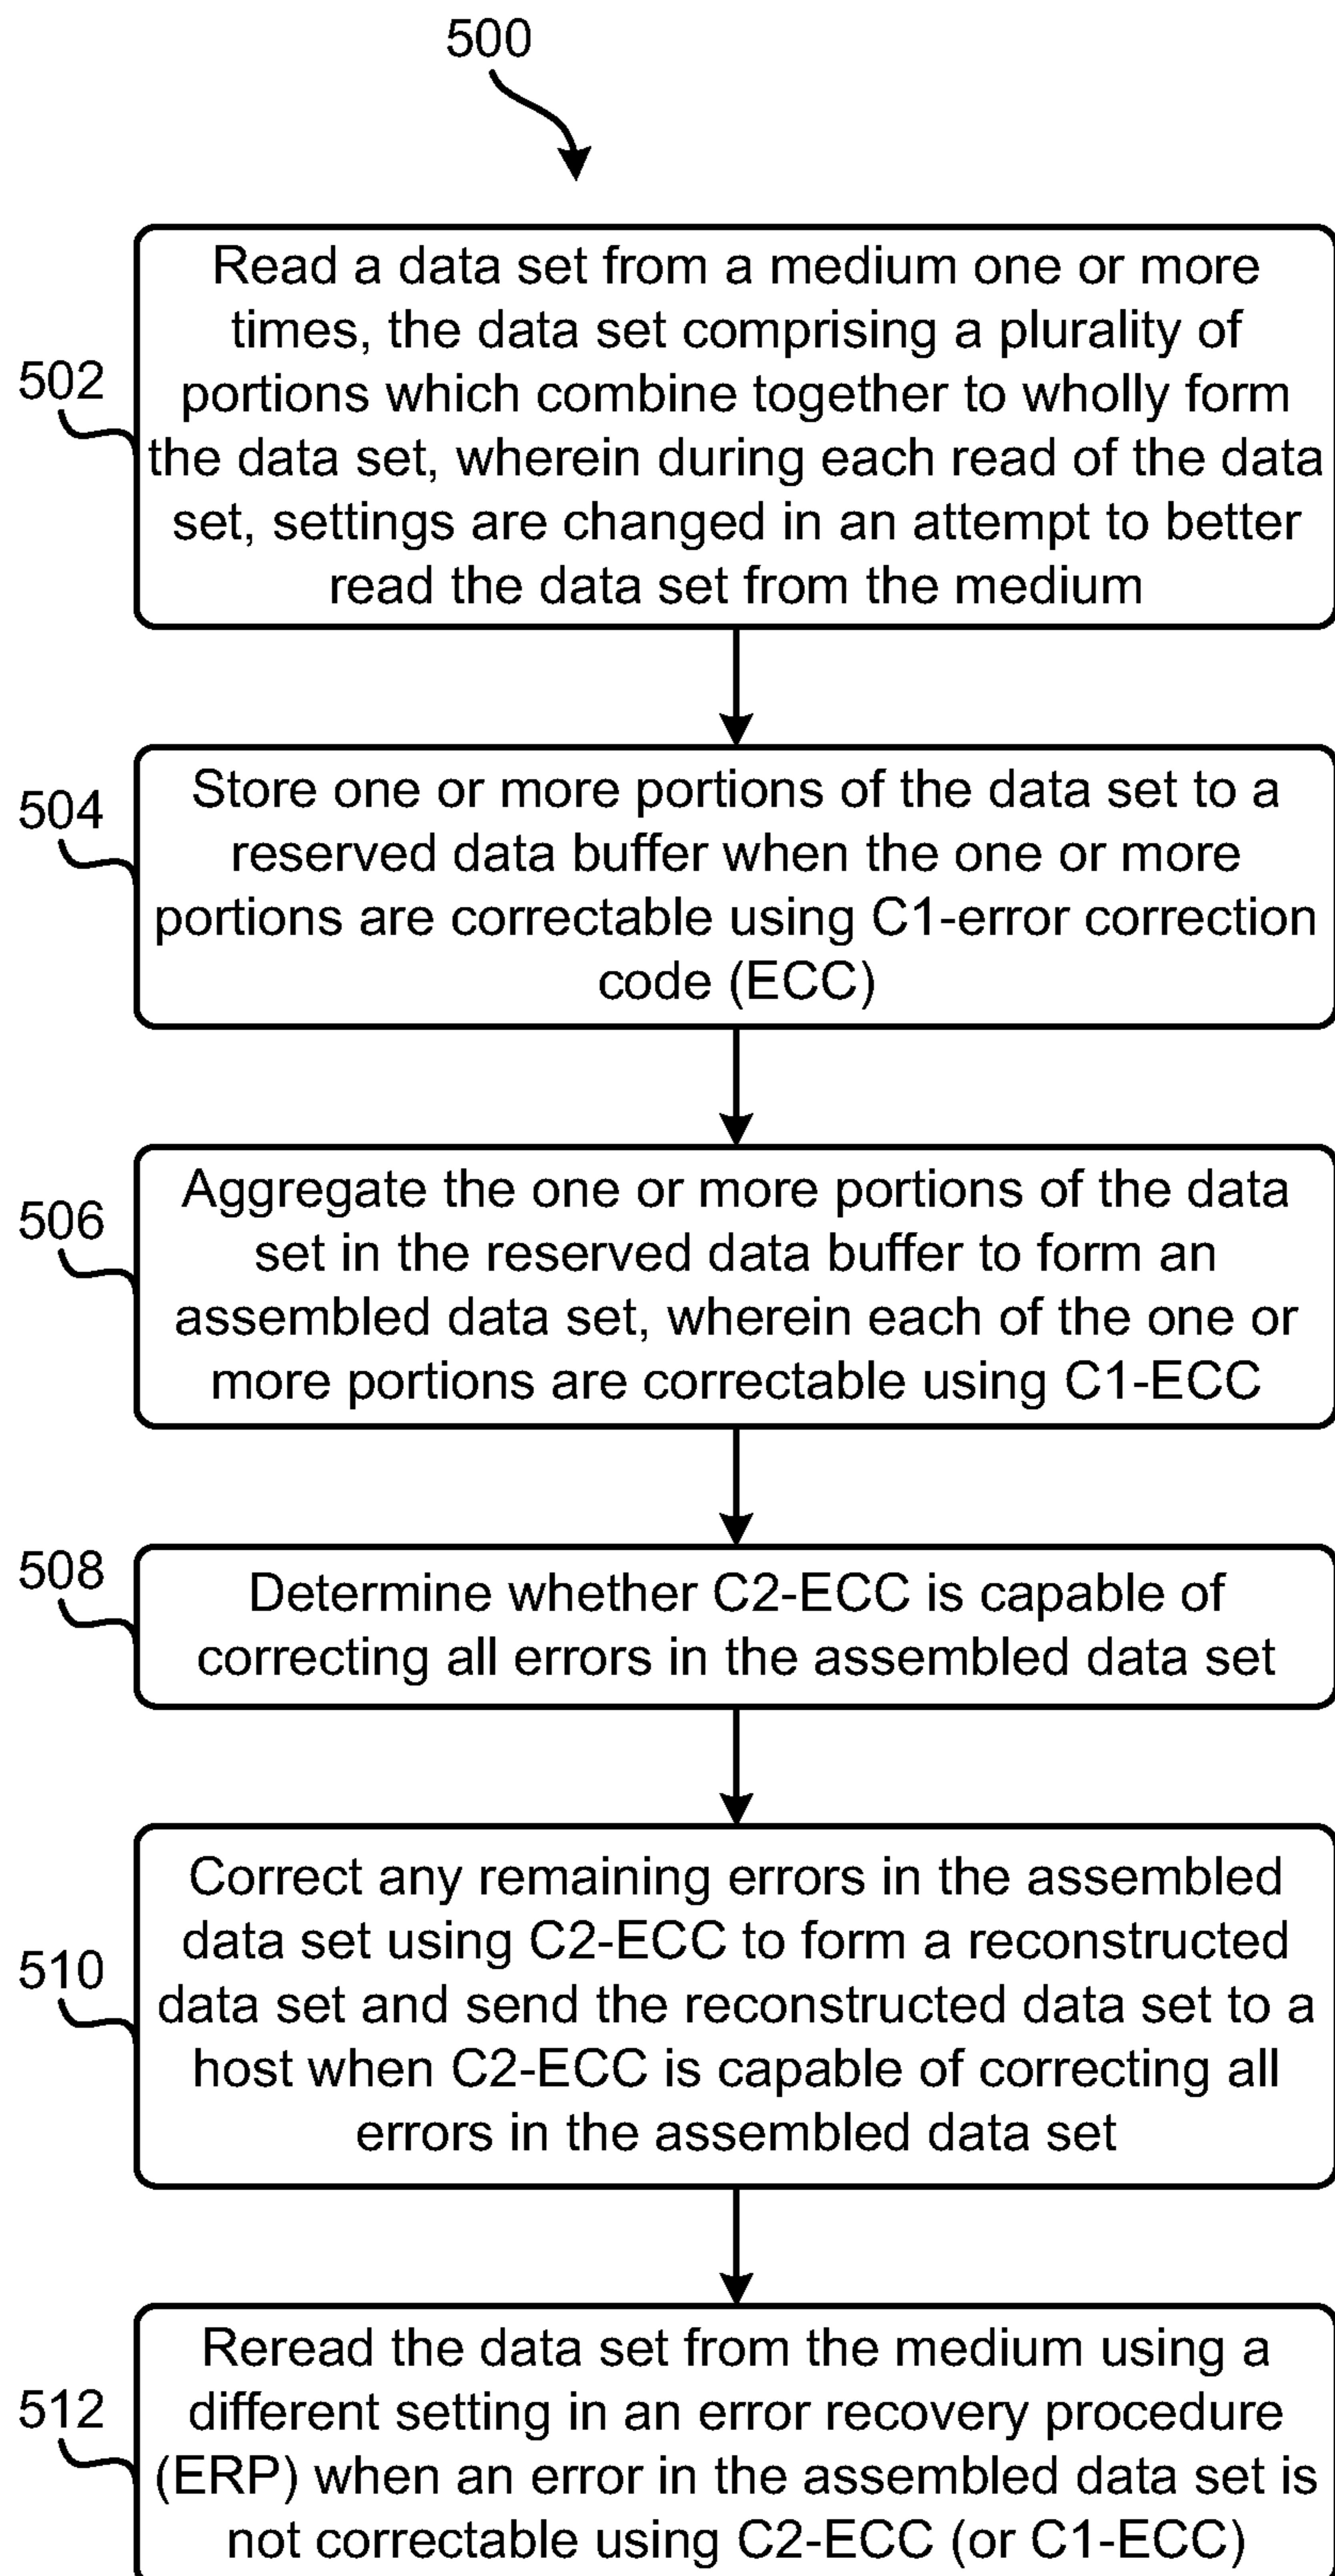 500
502
Read a data set from a medium one or more
times, the data set comprising a plurality of
portions which combine together to wholly form
the data set, wherein during each read of the data
set, settings are changed in an attempt to better
read the data set from the medium
504
Store one or more portions of the data set to a
reserved data buffer when the one or more
portions are correctable using C1-error correction
code (ECC)
506
Aggregate the one or more portions of the data
set in the reserved data buffer to form an
assembled data set, wherein each of the one or
more portions are correctable using C1-ECC
508
Determine whether C2-ECC is capable of
correcting all errors in the assembled data set
510
Correct any remaining errors in the assembled
data set using C2-ECC to form a reconstructed
data set and send the reconstructed data set to a
host when C2-ECC is capable of correcting all
errors in the assembled data set
512
Reread the data set from the medium using a
different setting in an error recovery procedure
(ERP) when an error in the assembled data set is
not correctable using C2-ECC (or C1-ECC)